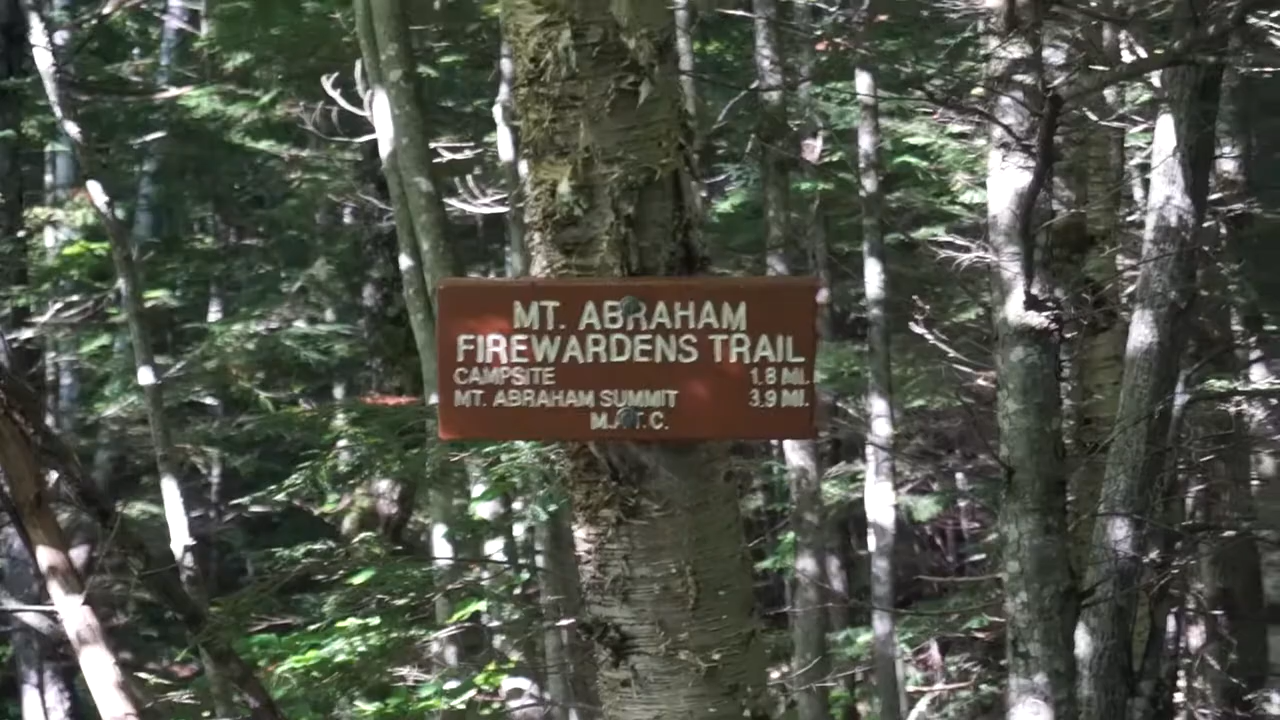 MT. ABRAHAM
FIREWARDENS TRAIL
CAMPSITE 1.8 MI.
MT. ABRAHAM SUMMIT 3.9 MI.
M.A.T.C.